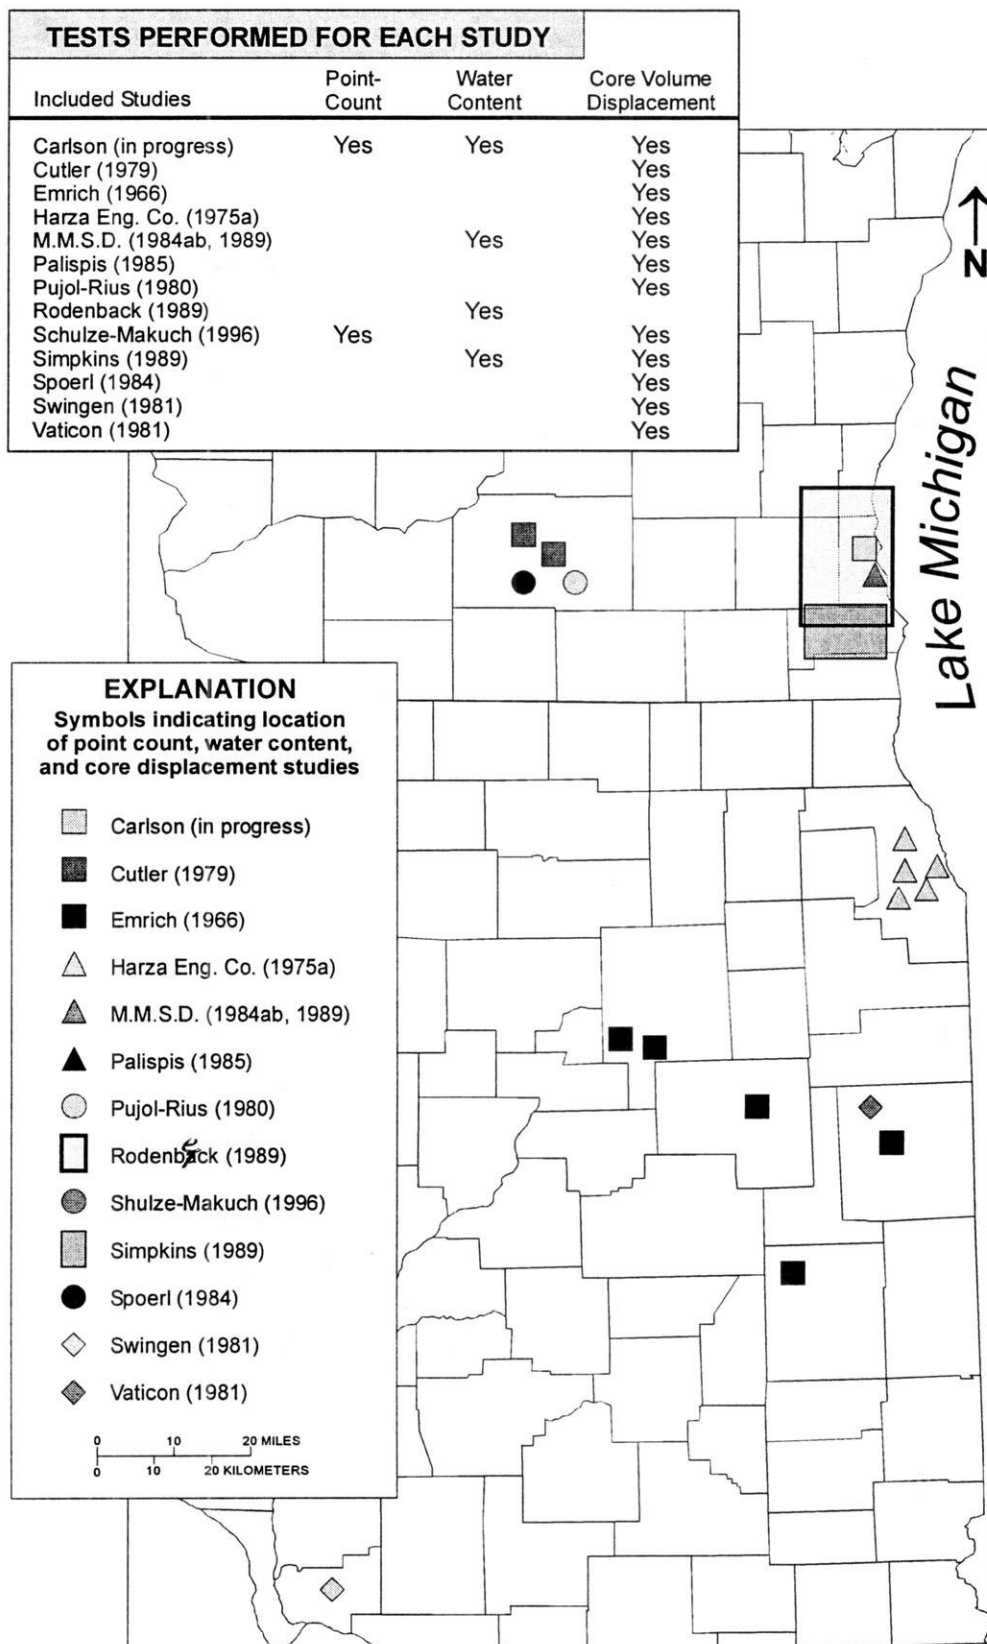 TESTS PERFORMED FOR EACH STUDY
Point- Water Core Volume
Included Studies Count Content Displacement
Carlson (in progress) Yes Yes Yes
Cutler (1979) Yes
Emrich (1966) Yes
Harza Eng. Co. (1975a) Yes
M.M.S.D. (1984ab, 1989) Yes Yes
Palispis (1985) Yes
Pujol-Rius (1980) Yes
Rodenback (1989) Yes
Schulze-Makuch (1996) Yes Yes
Simpkins (1989) Yes Yes
Spoerl (1984) Yes
Swingen (1981) Yes
Vaticon (1981) Yes
N
Lake Michigan
EXPLANATION
Symbols indicating location
of point count, water content,
and core displacement studies
Carlson (in progress)
Cutler (1979)
Emrich (1966)
Harza Eng. Co. (1975a)
M.M.S.D. (1984ab, 1989)
Palispis (1985)
Pujol-Rius (1980)
Rodenbeck (1989)
Shulze-Makuch (1996)
Simpkins (1989)
Spoerl (1984)
Swingen (1981)
Vaticon (1981)
0 10 20 MILES
0 10 20 KILOMETERS